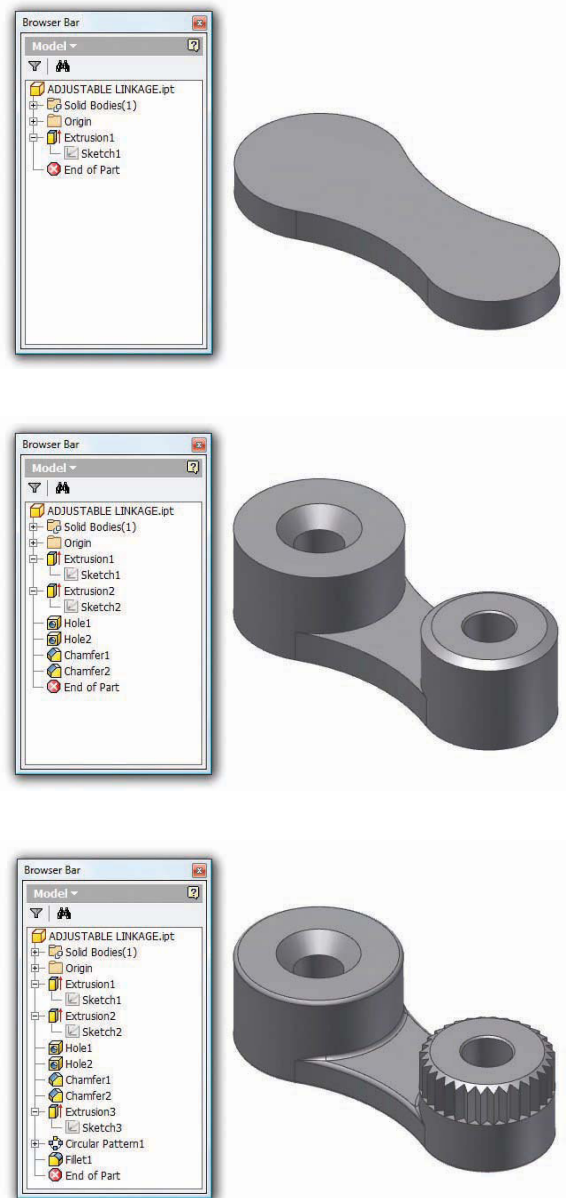 Browser Bar
Model
ADJUSTABLE LINKAGE.ipt
Solid Bodies(1)
Origin
Extrusion1
Sketch1
End of Part
Browser Bar
Model
ADJUSTABLE LINKAGE.ipt
Solid Bodies(1)
Origin
Extrusion1
Sketch1
Extrusion2
Sketch2
Hole1
Hole2
Chamfer1
Chamfer2
End of Part
Browser Bar
Model
ADJUSTABLE LINKAGE.ipt
Solid Bodies(1)
Origin
Extrusion1
Sketch1
Extrusion2
Sketch2
Hole1
Hole2
Chamfer1
Chamfer2
Extrusion3
Sketch3
Circular Pattern1
Fillet1
End of Part